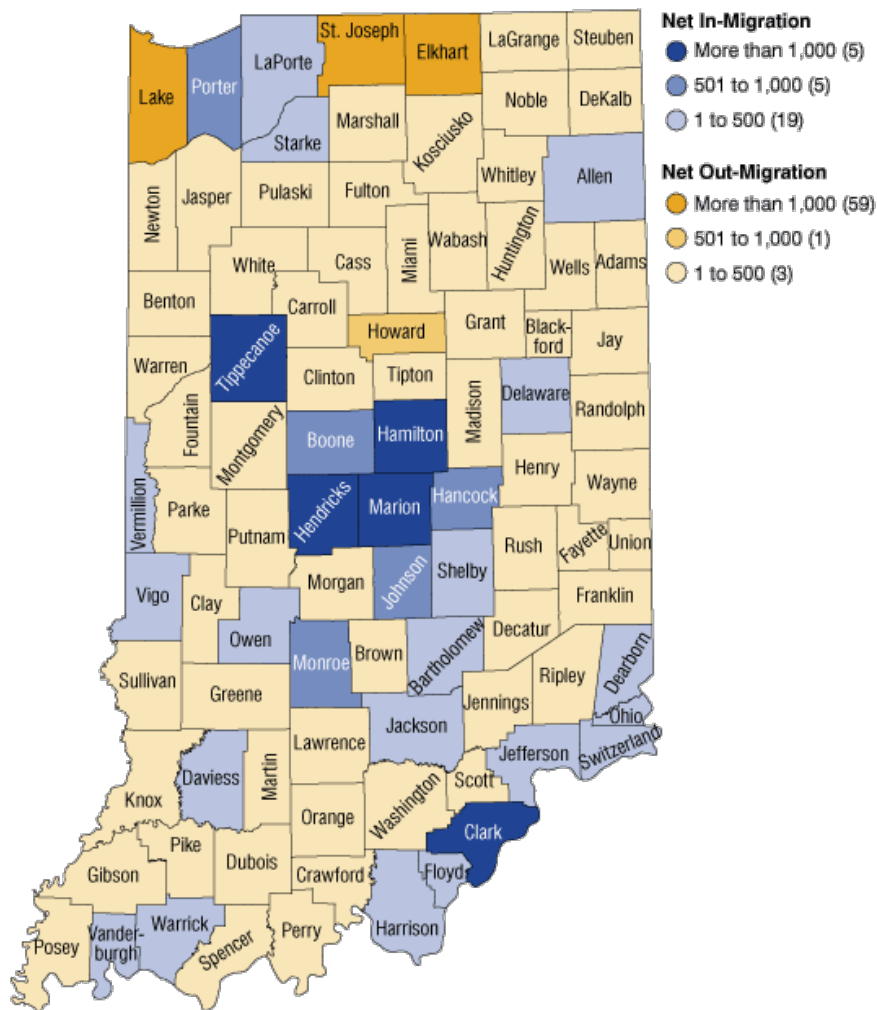 Net In-Migration
More than 1,000 (5)
501 to 1,000 (5)
1 to 500 (19)
Net Out-Migration
More than 1,000 (59)
501 to 1,000 (1)
1 to 500 (3)
St. Joseph
Elkhart
LaGrange
Steuben
Lake
Porter
LaPorte
Noble
DeKalb
Starke
Marshall
Kosciusko
Whitley
Allen
Newton
Jasper
Pulaski
Fulton
Miami
Wabash
Huntington
Wells
Adams
White
Cass
Benton
Carroll
Howard
Grant
Black-
ford
Jay
Warren
Tippecanoe
Clinton
Tipton
Madison
Delaware
Randolph
Fountain
Montgomery
Boone
Hamilton
Henry
Wayne
Vermillion
Parke
Putnam
Hendricks
Marion
Hancock
Rush
Fayette
Union
Vigo
Clay
Morgan
Johnson
Shelby
Franklin
Owen
Monroe
Brown
Bartholomew
Decatur
Dearborn
Sullivan
Greene
Jennings
Ripley
Ohio
Jackson
Jefferson
Switzerland
Lawrence
Knox
Daviess
Martin
Orange
Washington
Scott
Clark
Gibson
Pike
Dubois
Crawford
Floyd
Harrison
Posey
Vander-
burgh
Warrick
Spencer
Perry